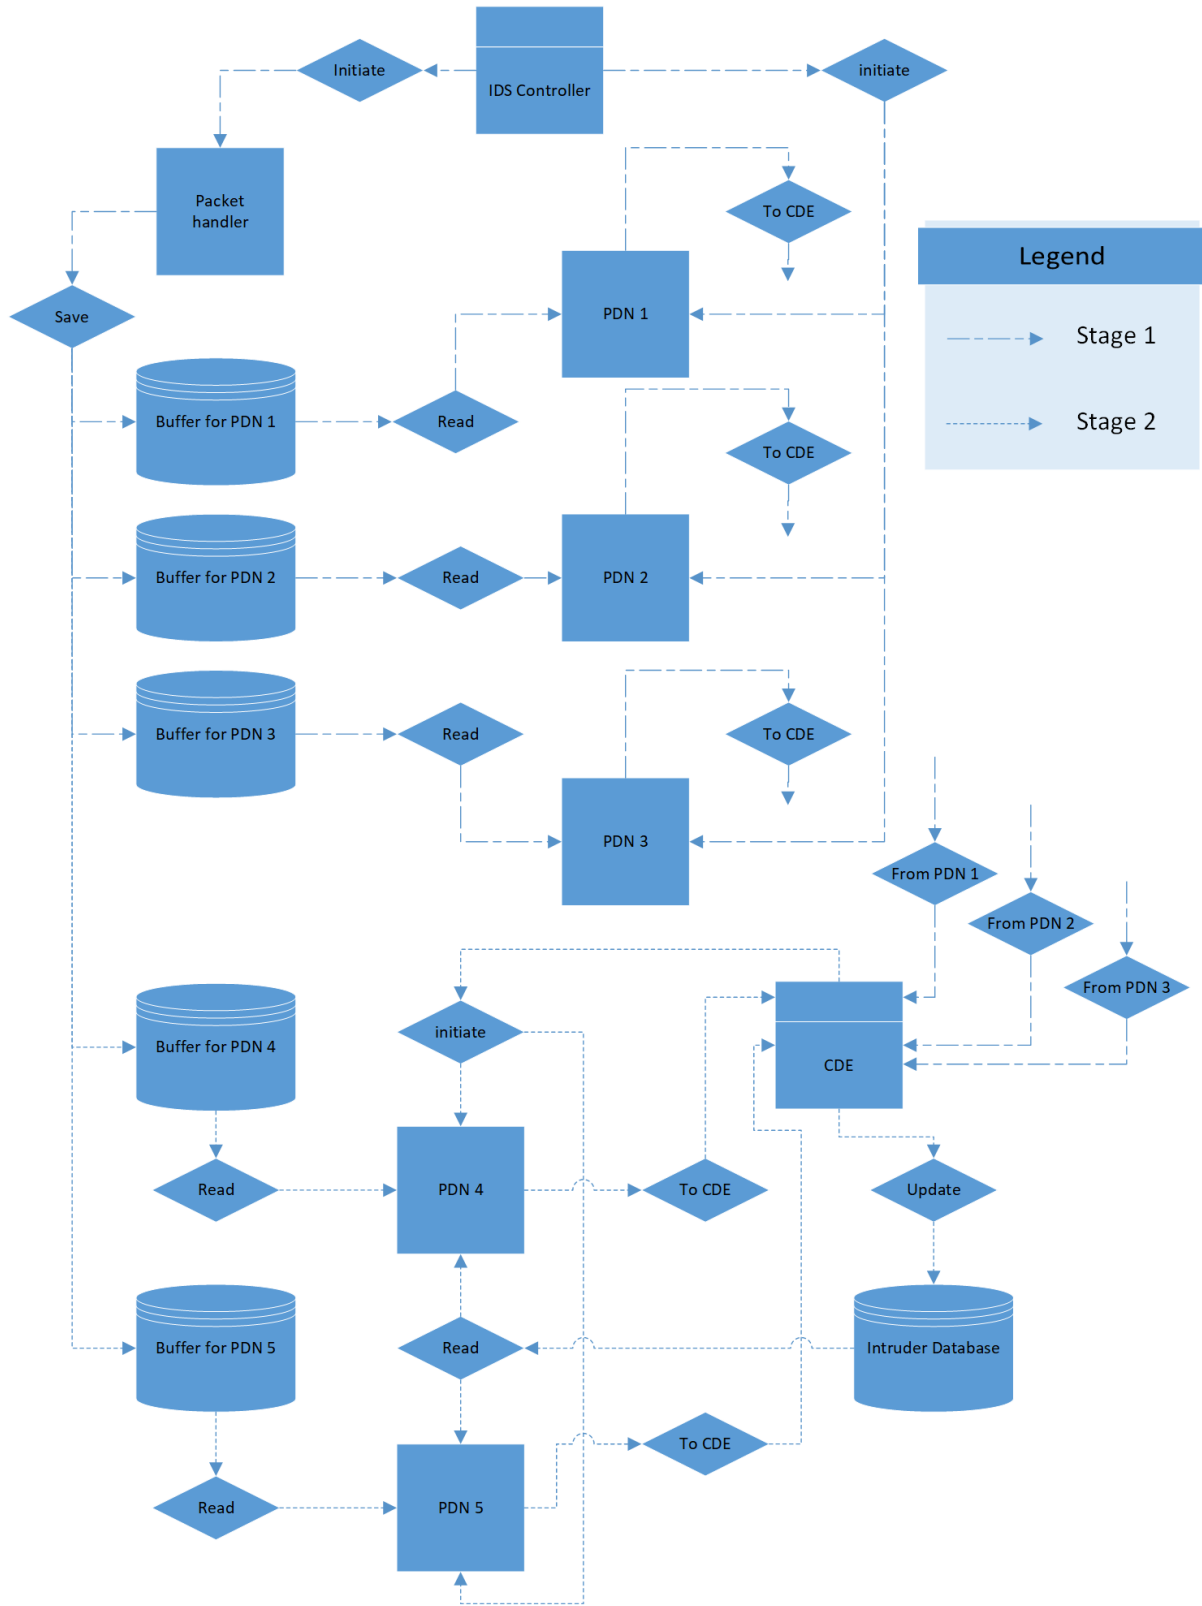 Initiate
IDS Controller
initiate
Packet
handler
To CDE
Legend
Save
PDN 1
Stage 1
Buffer for PDN 1
Read
Stage 2
To CDE
Buffer for PDN 2
Read
PDN 2
Buffer for PDN 3
Read
To CDE
PDN 3
From PDN 1
From PDN 2
From PDN 3
Buffer for PDN 4
initiate
CDE
Read
PDN 4
To CDE
Update
Buffer for PDN 5
Read
Intruder Database
To CDE
Read
PDN 5